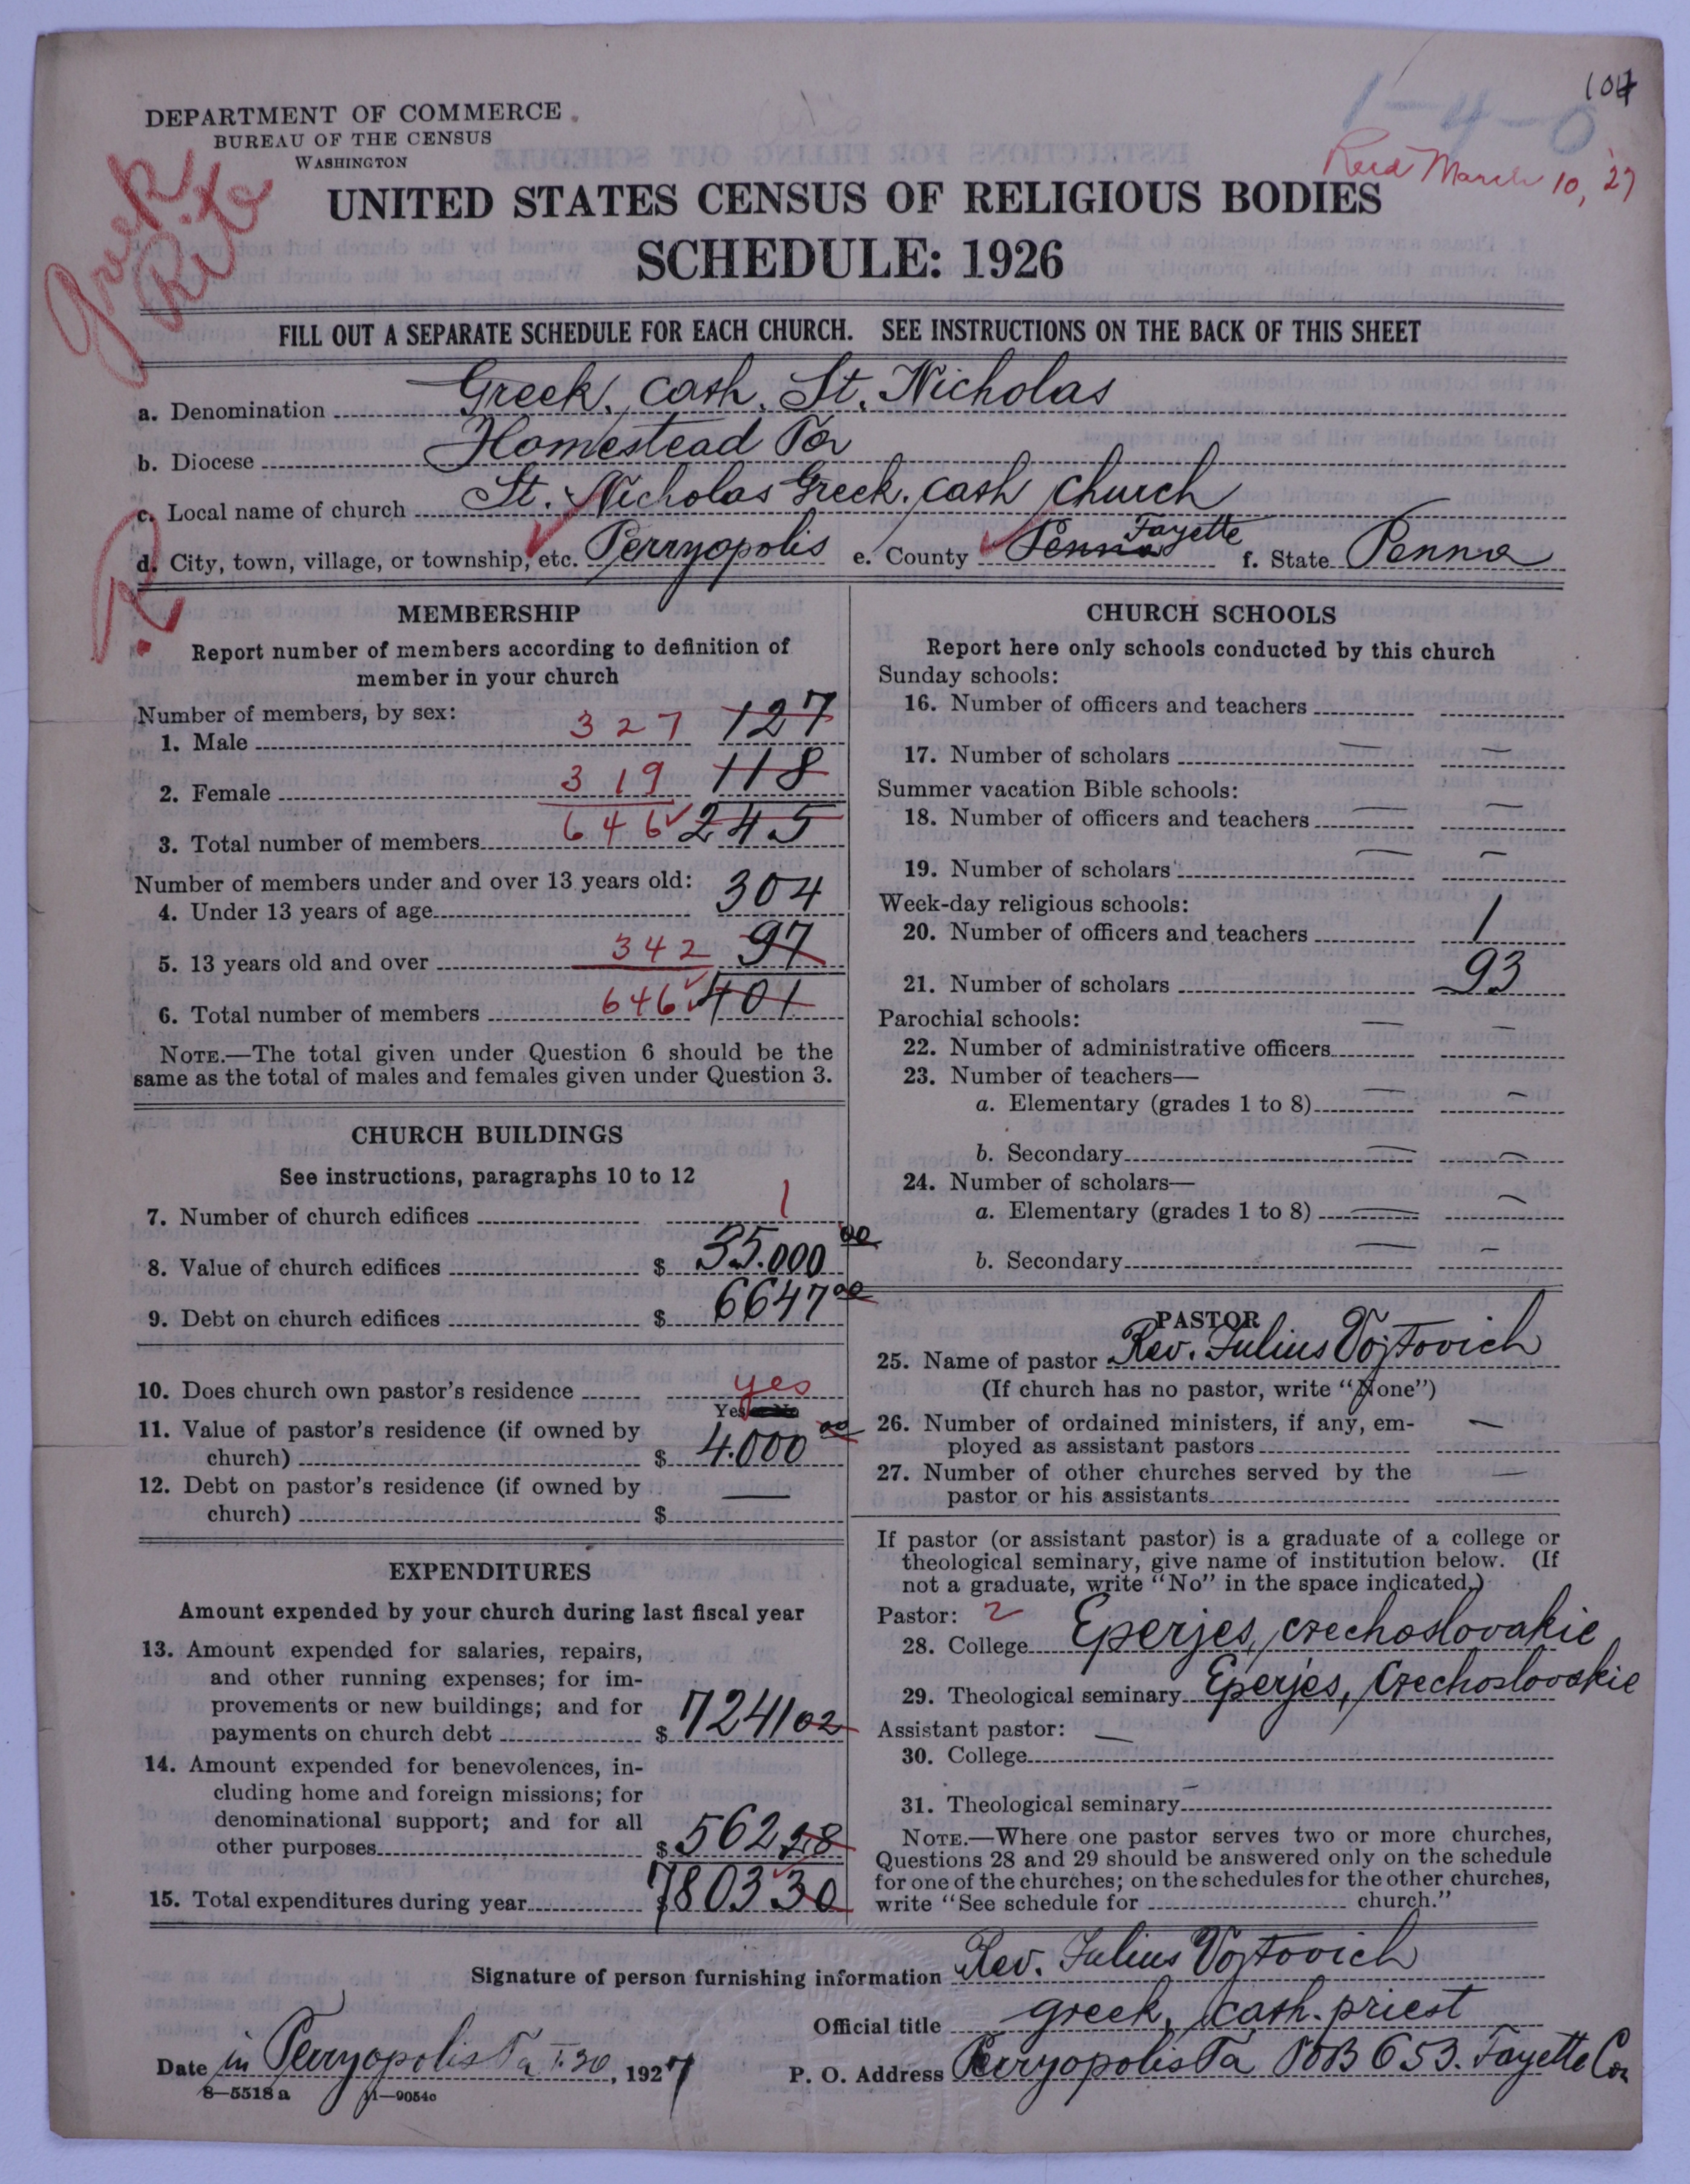 104
1-4-0
DEPARTMENT OF COMMERCE
BUREAU OF THE CENSUS
WASHINGTON
Recd March 10, '27
Greek
Rite
UNITED STATES CENSUS OF RELIGIOUS BODIES
SCHEDULE: 1926
FILL OUT A SEPARATE SCHEDULE FOR EACH CHURCH. SEE INSTRUCTIONS ON THE BACK OF THIS SHEET
a. Denomination Greek. Cath. St. Nicholas
b. Diocese Homestead Pa
c. Local name of church St. Nicholas Greek. Cath Church
d. City, town, village, or township, etc. Perryopolis e. County Penna Fayette f. State Penna
R
MEMBERSHIP
Report number of members according to definition of
member in your church
Number of members, by sex:
1. Male 327 127
2. Female 319 118
3. Total number of members 646 245
Number of members under and over 13 years old:
4. Under 13 years of age 304
5. 13 years old and over 342 97
6. Total number of members 646 401
NOTE.—The total given under Question 6 should be the
same as the total of males and females given under Question 3.
CHURCH BUILDINGS
See instructions, paragraphs 10 to 12
7. Number of church edifices 1
8. Value of church edifices $ 35.000 00
9. Debt on church edifices $ 6647 00
10. Does church own pastor's residence yes
Yes or No
11. Value of pastor's residence (if owned by
church) $ 4.000 00
12. Debt on pastor's residence (if owned by
church) $ —
EXPENDITURES
Amount expended by your church during last fiscal year
13. Amount expended for salaries, repairs,
and other running expenses; for im-
provements or new buildings; and for
payments on church debt $ 7241 02
14. Amount expended for benevolences, in-
cluding home and foreign missions; for
denominational support; and for all
other purposes $ 562 28
15. Total expenditures during year $ 7803 30
CHURCH SCHOOLS
Report here only schools conducted by this church
Sunday schools:
16. Number of officers and teachers
17. Number of scholars — —
Summer vacation Bible schools:
18. Number of officers and teachers — —
19. Number of scholars — —
Week-day religious schools:
20. Number of officers and teachers 1
21. Number of scholars 93
Parochial schools:
22. Number of administrative officers — —
23. Number of teachers—
a. Elementary (grades 1 to 8) — —
b. Secondary — —
24. Number of scholars—
a. Elementary (grades 1 to 8) — —
b. Secondary — —
PASTOR
25. Name of pastor Rev. Julius Vojtovich
(If church has no pastor, write "None")
26. Number of ordained ministers, if any, em-
ployed as assistant pastors —
27. Number of other churches served by the
pastor or his assistants —
If pastor (or assistant pastor) is a graduate of a college or
theological seminary, give name of institution below. (If
not a graduate, write "No" in the space indicated.)
Pastor: 2
28. College Eperjes, Czechoslovakie
29. Theological seminary Eperjes, Czechoslovakie
Assistant pastor: —
30. College
31. Theological seminary —
NOTE.—Where one pastor serves two or more churches,
Questions 28 and 29 should be answered only on the schedule
for one of the churches; on the schedules for the other churches,
write "See schedule for church."
Signature of person furnishing information Rev. Julius Vojtovich
Official title greek, cath. priest
Date in Perryopolis Pa I.30, 1927 P. O. Address Perryopolis Pa POB 653. Fayette Co.
8—5518 a 11—9054c